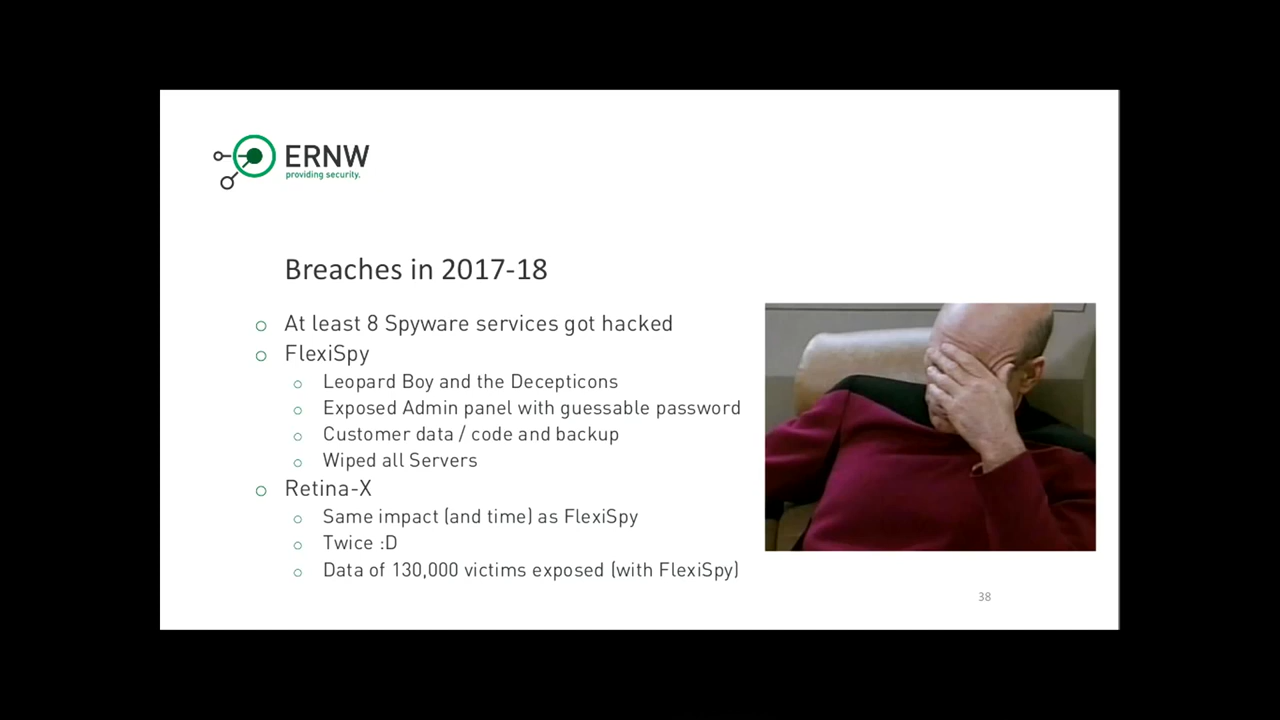 ERNW
providing security.
Breaches in 2017-18
At least 8 Spyware services got hacked
FlexiSpy
Leopard Boy and the Decepticons
Exposed Admin panel with guessable password
Customer data / code and backup
Wiped all Servers
Retina-X
Same impact (and time) as FlexiSpy
Twice :D
Data of 130,000 victims exposed (with FlexiSpy)
38